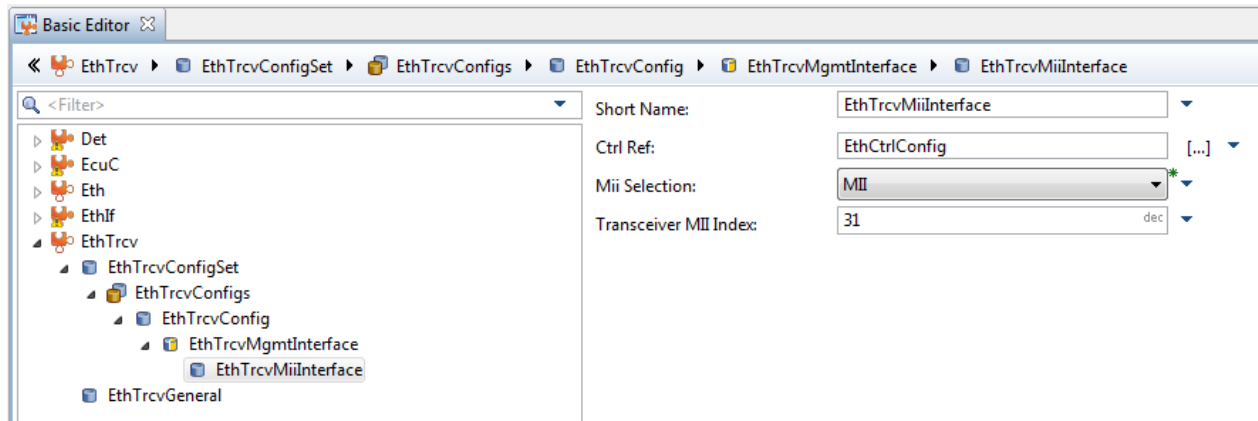 Basic Editor
« EthTrcv EthTrcvConfigSet EthTrcvConfigs EthTrcvConfig EthTrcvMgmtInterface EthTrcvMiiInterface
<Filter>
Det
EcuC
Eth
EthIf
EthTrcv
EthTrcvConfigSet
EthTrcvConfigs
EthTrcvConfig
EthTrcvMgmtInterface
EthTrcvMiiInterface
EthTrcvGeneral
Short Name: EthTrcvMiiInterface
Ctrl Ref: EthCtrlConfig [...]
Mii Selection: MII *
Transceiver MII Index: 31 dec